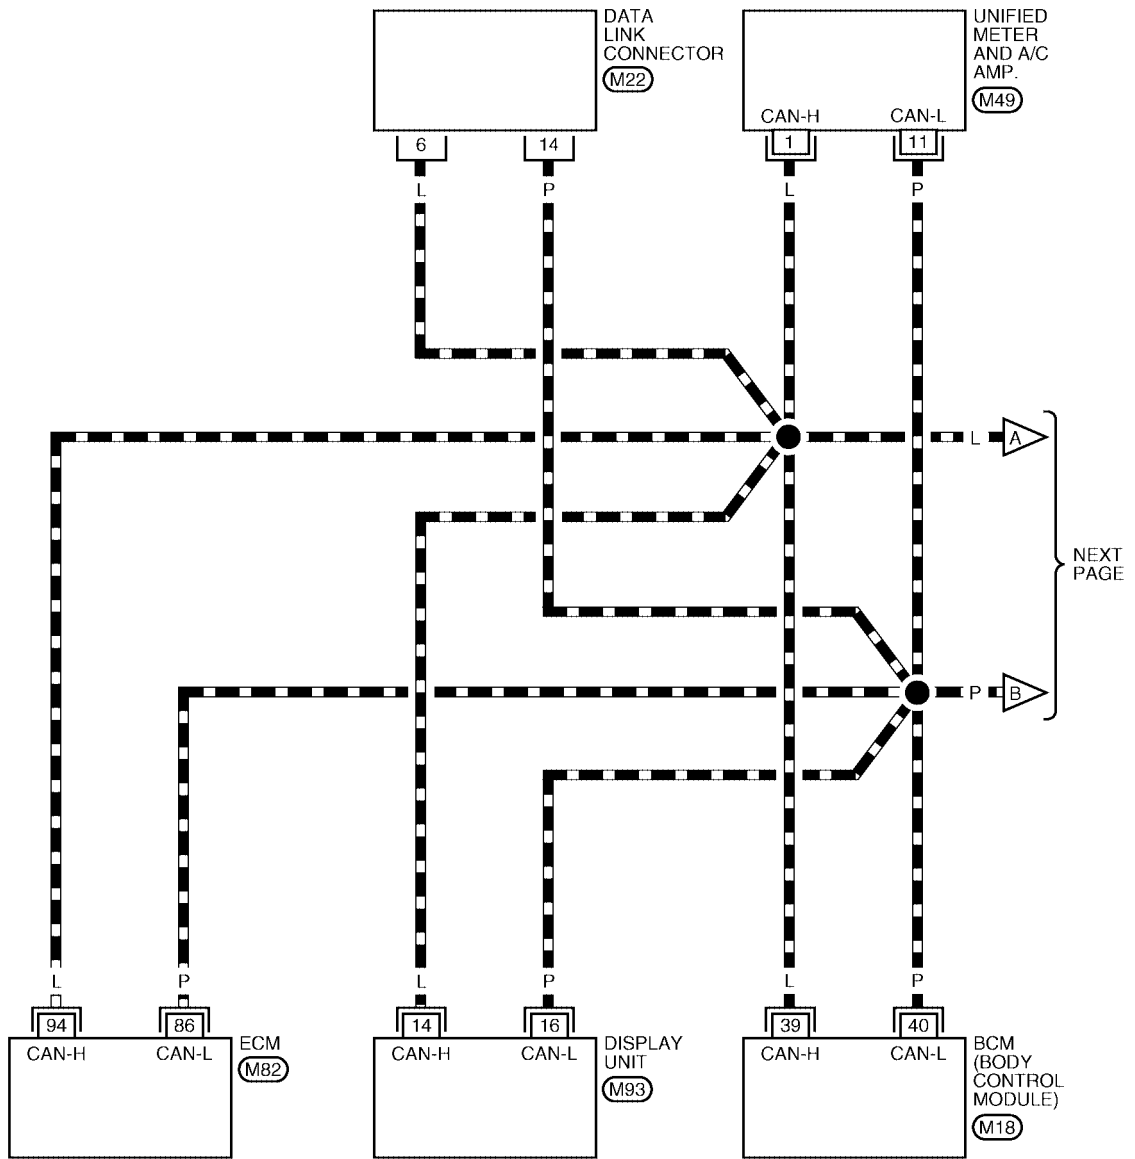 DATA
LINK
CONNECTOR
M22
UNIFIED
METER
AND A/C
AMP.
M49
CAN-H
CAN-L
6
14
1
11
L
P
L
P
L
A
NEXT
PAGE
P
B
L
P
L
P
L
P
94
86
14
16
39
40
CAN-H
CAN-L
ECM
M82
CAN-H
CAN-L
DISPLAY
UNIT
M93
CAN-H
CAN-L
BCM
(BODY
CONTROL
MODULE)
M18